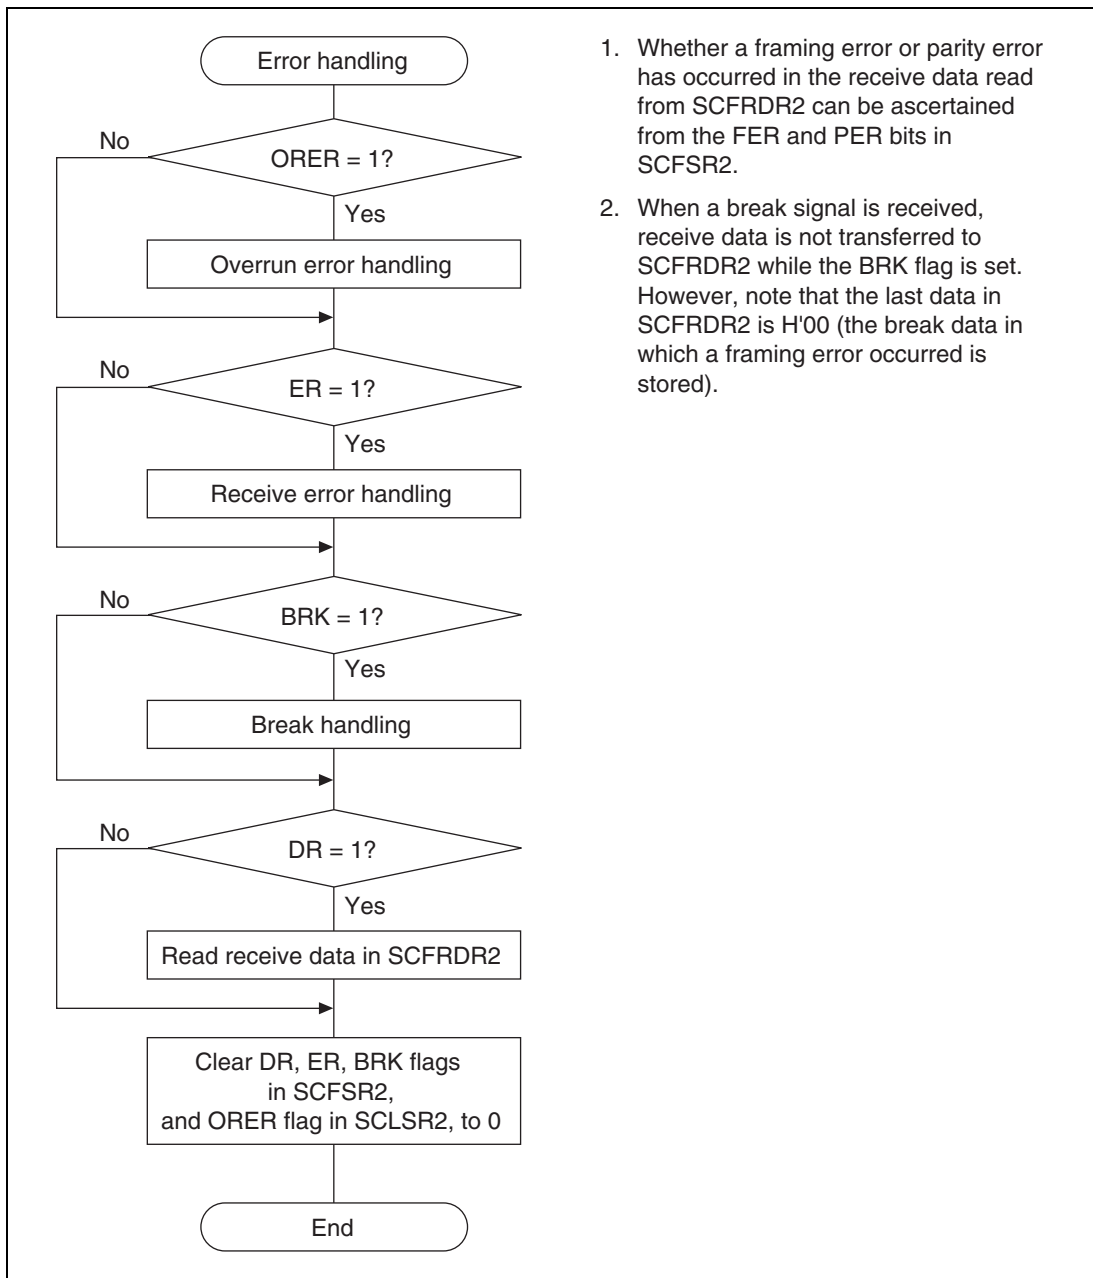 Error handling
No
ORER = 1?
Yes
Overrun error handling
No
ER = 1?
Yes
Receive error handling
No
BRK = 1?
Yes
Break handling
No
DR = 1?
Yes
Read receive data in SCFRDR2
Clear DR, ER, BRK flags
in SCFSR2,
and ORER flag in SCLSR2, to 0
End
1. Whether a framing error or parity error
has occurred in the receive data read
from SCFRDR2 can be ascertained
from the FER and PER bits in
SCFSR2.
2. When a break signal is received,
receive data is not transferred to
SCFRDR2 while the BRK flag is set.
However, note that the last data in
SCFRDR2 is H'00 (the break data in
which a framing error occurred is
stored).